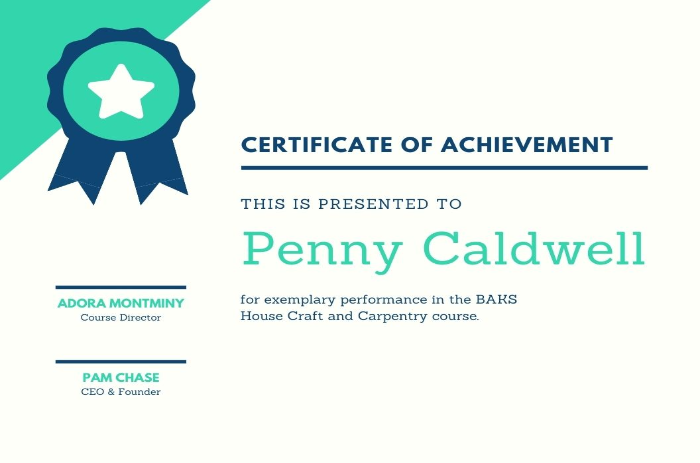 CERTIFICATE OF ACHIEVEMENT
THIS IS PRESENTED TO
Penny Caldwell
for exemplary performance in the BAKS
House Craft and Carpentry course.
ADORA MONTMINY
Course Director
PAM CHASE
CEO & Founder